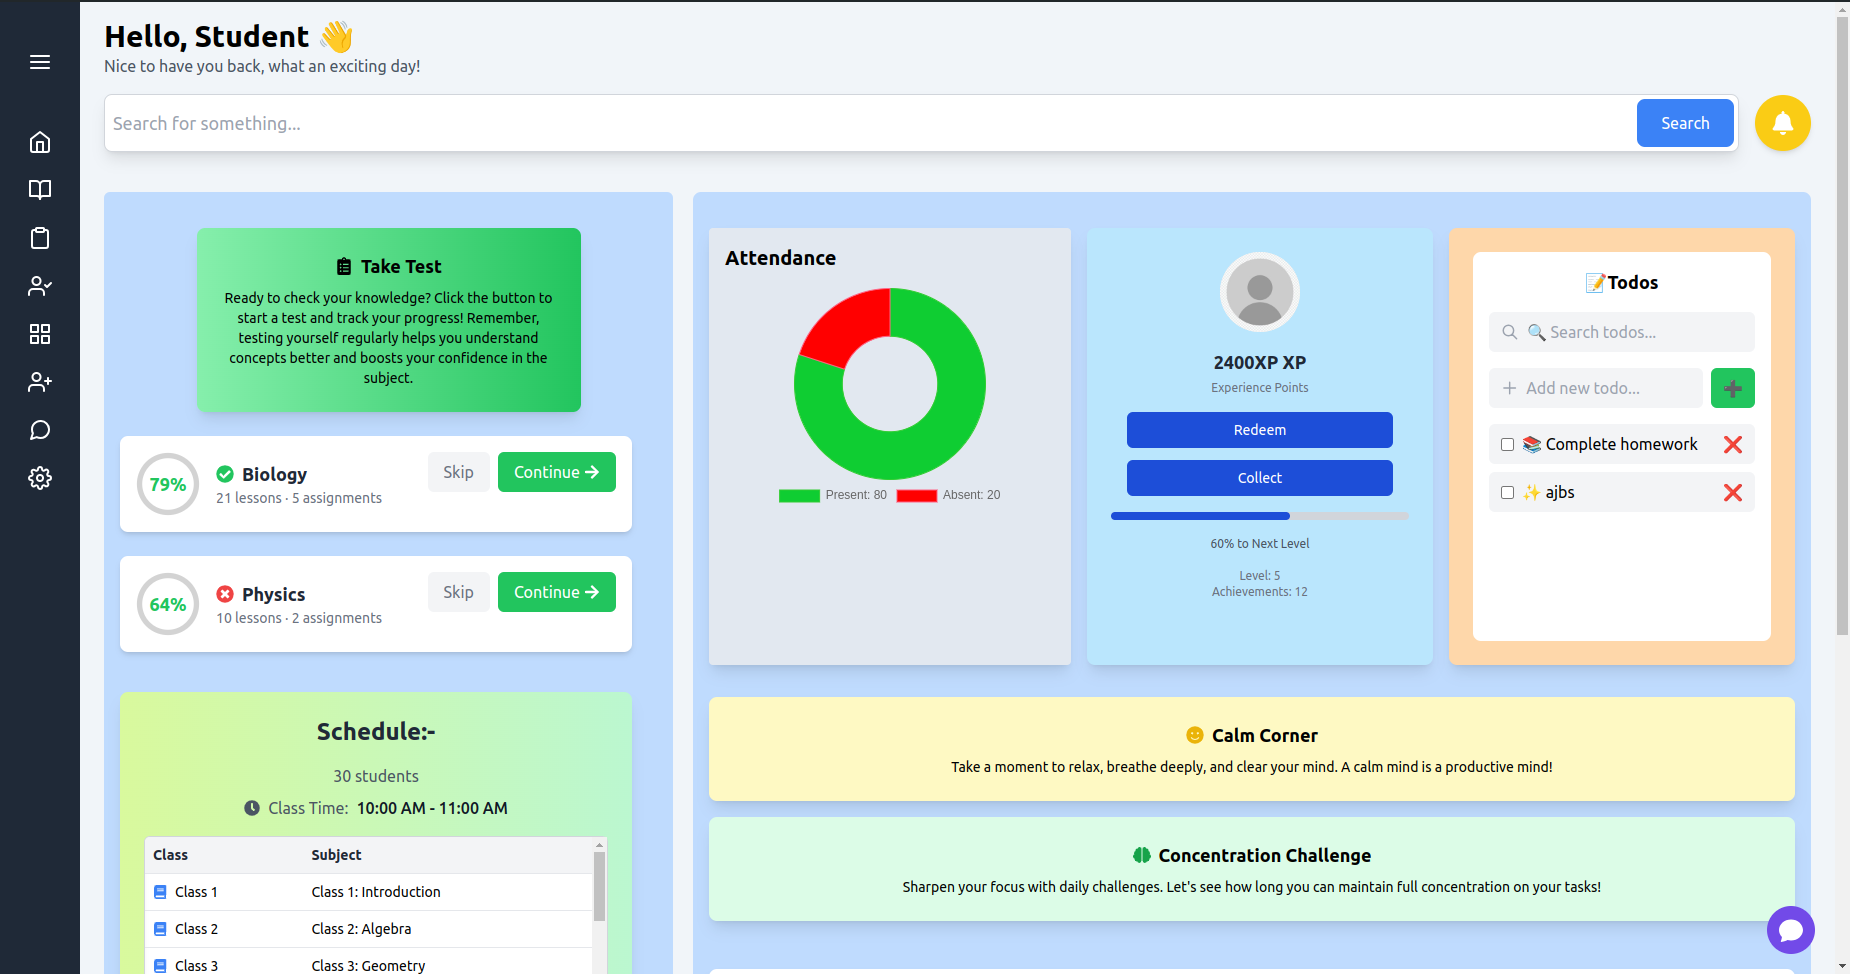 Hello, Student 👋
Nice to have you back, what an exciting day!
Search for something...
Search
Take Test
Ready to check your knowledge? Click the button to
start a test and track your progress! Remember,
testing yourself regularly helps you understand
concepts better and boosts your confidence in the
subject.
79%
Biology
21 lessons · 5 assignments
Skip
Continue →
64%
Physics
10 lessons · 2 assignments
Skip
Continue →
Schedule:-
30 students
Class Time: 10:00 AM - 11:00 AM
Class Subject
Class 1 Class 1: Introduction
Class 2 Class 2: Algebra
Class 3 Class 3: Geometry
Attendance
Present: 80 Absent: 20
2400XP XP
Experience Points
Redeem
Collect
60% to Next Level
Level: 5
Achievements: 12
📝Todos
🔍 Search todos...
Add new todo...
📚 Complete homework ❌
✨ ajbs ❌
Calm Corner
Take a moment to relax, breathe deeply, and clear your mind. A calm mind is a productive mind!
Concentration Challenge
Sharpen your focus with daily challenges. Let's see how long you can maintain full concentration on your tasks!